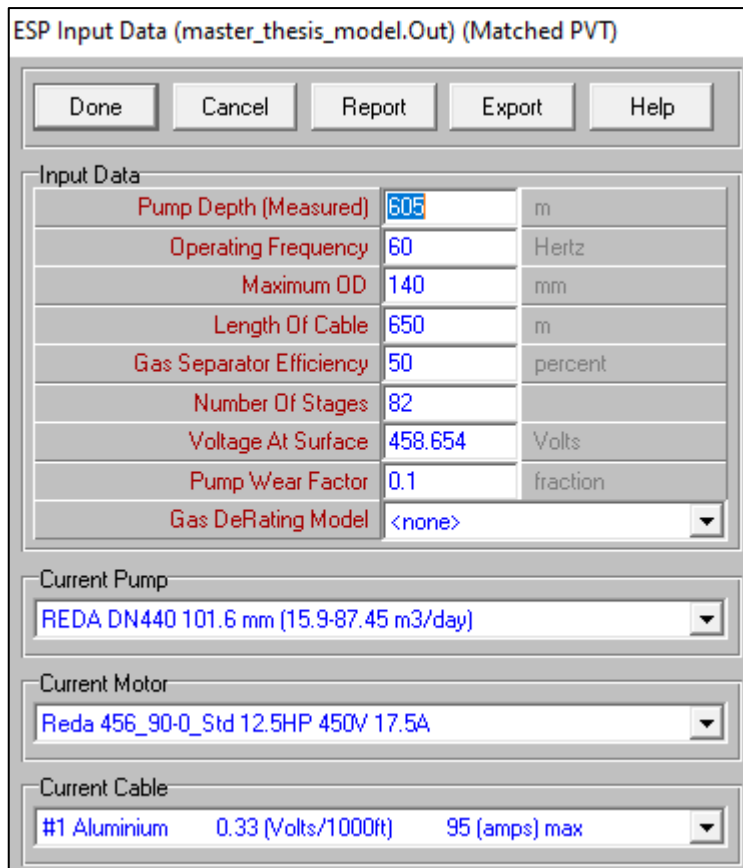 ESP Input Data (master_thesis_model.Out) (Matched PVT)
Done Cancel Report Export Help
Input Data
Pump Depth (Measured) 605 m
Operating Frequency 60 Hertz
Maximum OD 140 mm
Length Of Cable 650 m
Gas Separator Efficiency 50 percent
Number Of Stages 82
Voltage At Surface 458.654 Volts
Pump Wear Factor 0.1 fraction
Gas DeRating Model <none>
Current Pump
REDA DN440 101.6 mm (15.9-87.45 m3/day)
Current Motor
Reda 456_90-0_Std 12.5HP 450V 17.5A
Current Cable
#1 Aluminium 0.33 (Volts/1000ft) 95 (amps) max